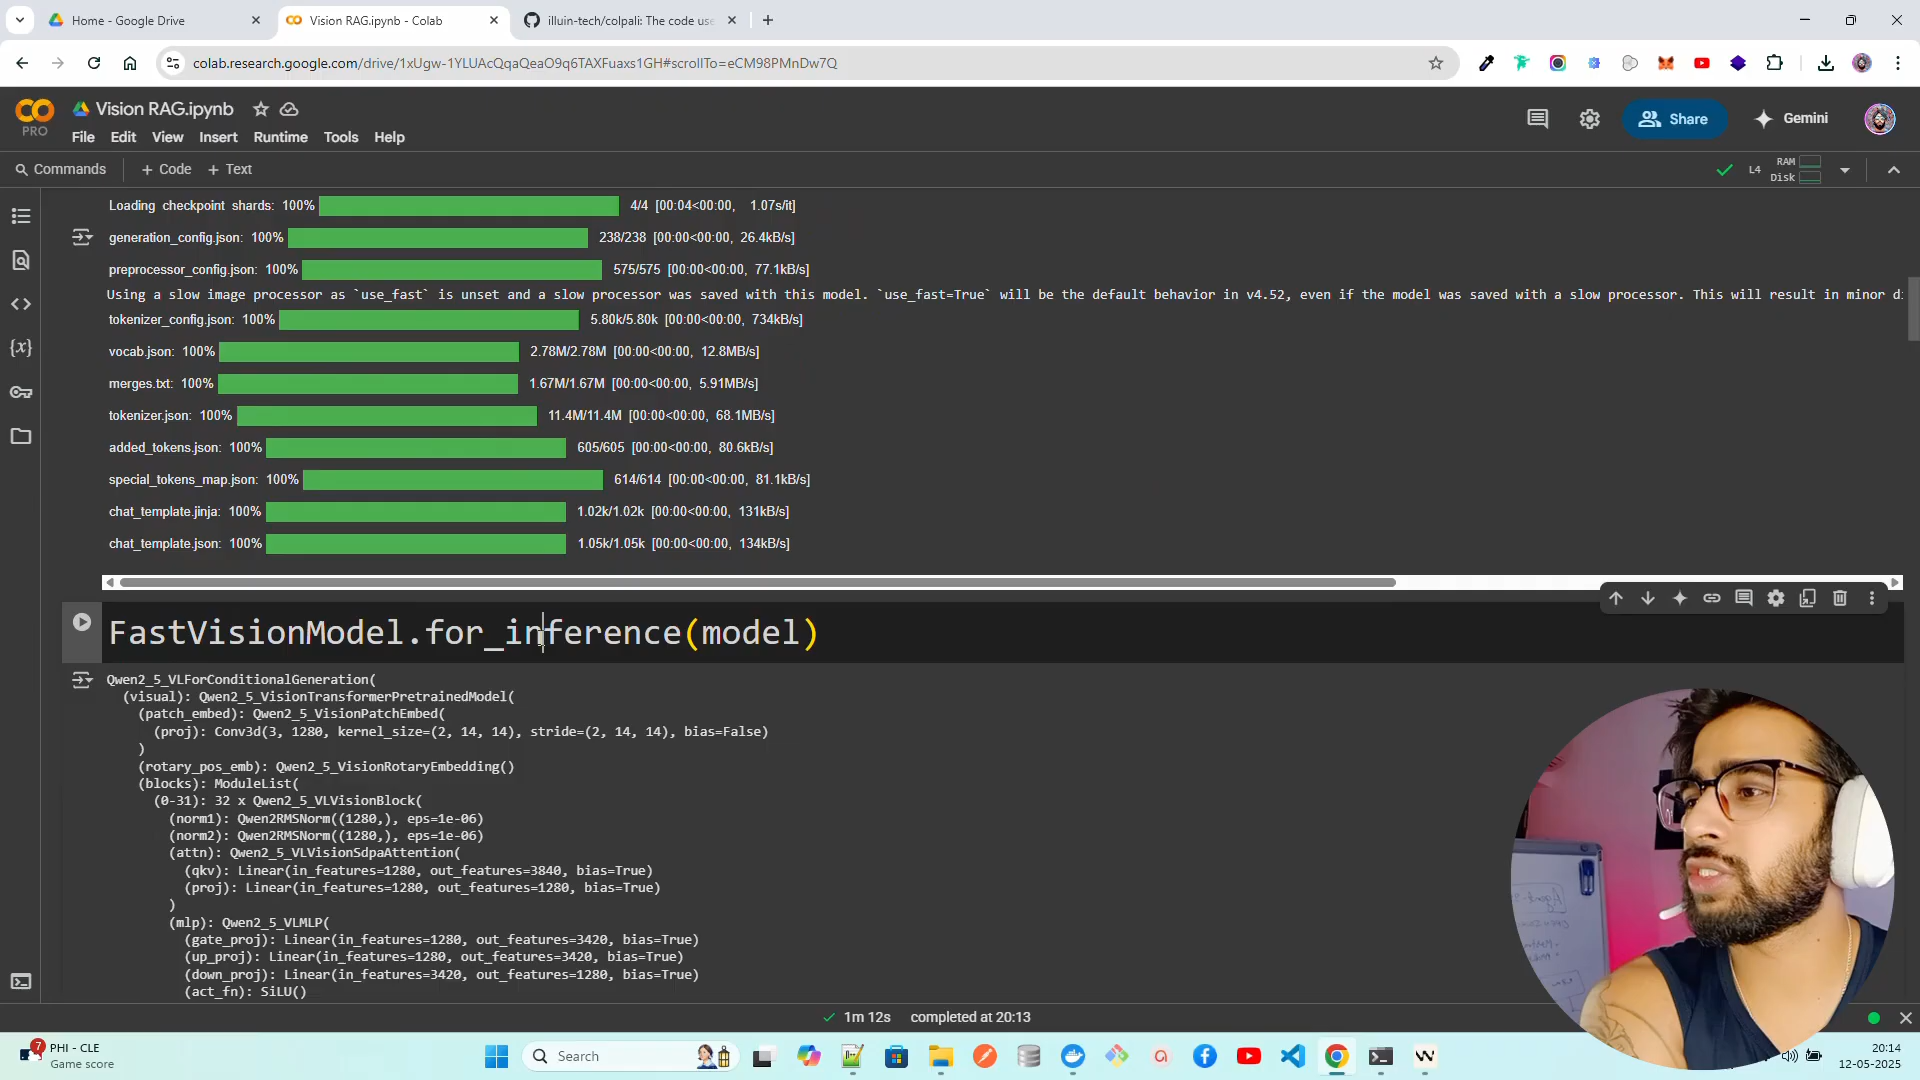 Home - Google Drive
Vision RAG.ipynb - Colab
illuin-tech/colpali: The code use
colab.research.google.com/drive/1xUgw-1YLUAcQqaQeaO9q6TAXFuaxs1GH#scrollTo=eCM98PMnDw7Q
CO
PRO
Vision RAG.ipynb
File Edit View Insert Runtime Tools Help
Share
Gemini
Commands + Code + Text
L4 RAM
Disk
Loading checkpoint shards: 100% 4/4 [00:04<00:00, 1.07s/it]
generation_config.json: 100% 238/238 [00:00<00:00, 26.4kB/s]
preprocessor_config.json: 100% 575/575 [00:00<00:00, 77.1kB/s]
Using a slow image processor as `use_fast` is unset and a slow processor was saved with this model. `use_fast=True` will be the default behavior in v4.52, even if the model was saved with a slow processor. This will result in minor d
tokenizer_config.json: 100% 5.80k/5.80k [00:00<00:00, 734kB/s]
vocab.json: 100% 2.78M/2.78M [00:00<00:00, 12.8MB/s]
merges.txt: 100% 1.67M/1.67M [00:00<00:00, 5.91MB/s]
tokenizer.json: 100% 11.4M/11.4M [00:00<00:00, 68.1MB/s]
added_tokens.json: 100% 605/605 [00:00<00:00, 80.6kB/s]
special_tokens_map.json: 100% 614/614 [00:00<00:00, 81.1kB/s]
chat_template.jinja: 100% 1.02k/1.02k [00:00<00:00, 131kB/s]
chat_template.json: 100% 1.05k/1.05k [00:00<00:00, 134kB/s]
FastVisionModel.for_inference(model)
Qwen2_5_VLForConditionalGeneration(
(visual): Qwen2_5_VisionTransformerPretrainedModel(
(patch_embed): Qwen2_5_VisionPatchEmbed(
(proj): Conv3d(3, 1280, kernel_size=(2, 14, 14), stride=(2, 14, 14), bias=False)
)
(rotary_pos_emb): Qwen2_5_VisionRotaryEmbedding()
(blocks): ModuleList(
(0-31): 32 x Qwen2_5_VLVisionBlock(
(norm1): Qwen2RMSNorm((1280,), eps=1e-06)
(norm2): Qwen2RMSNorm((1280,), eps=1e-06)
(attn): Qwen2_5_VLVisionSdpaAttention(
(qkv): Linear(in_features=1280, out_features=3840, bias=True)
(proj): Linear(in_features=1280, out_features=1280, bias=True)
)
(mlp): Qwen2_5_VLMLP(
(gate_proj): Linear(in_features=1280, out_features=3420, bias=True)
(up_proj): Linear(in_features=1280, out_features=3420, bias=True)
(down_proj): Linear(in_features=3420, out_features=1280, bias=True)
(act_fn): SiLU()
1m 12s completed at 20:13
7
PHI - CLE
Game score
Search
20:14
12-05-2025